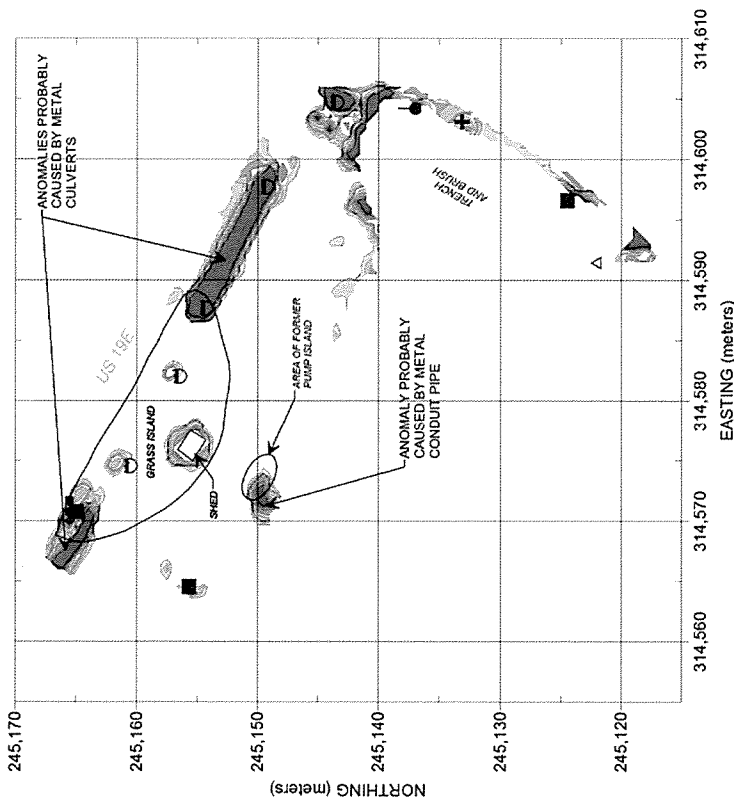 ANOMALIES PROBABLY
CAUSED BY METAL
CULVERTS
US 19E
GRASS ISLAND
SHED
AREA OF FORMER
PUMP ISLAND
ANOMALY PROBABLY
CAUSED BY METAL
CONDUIT PIPE
TRENCH
AND BRUSH
D
D
D
D
D
NORTHING (meters)
245,170
245,160
245,150
245,140
245,130
245,120
EASTING (meters)
314,560
314,570
314,580
314,590
314,600
314,610